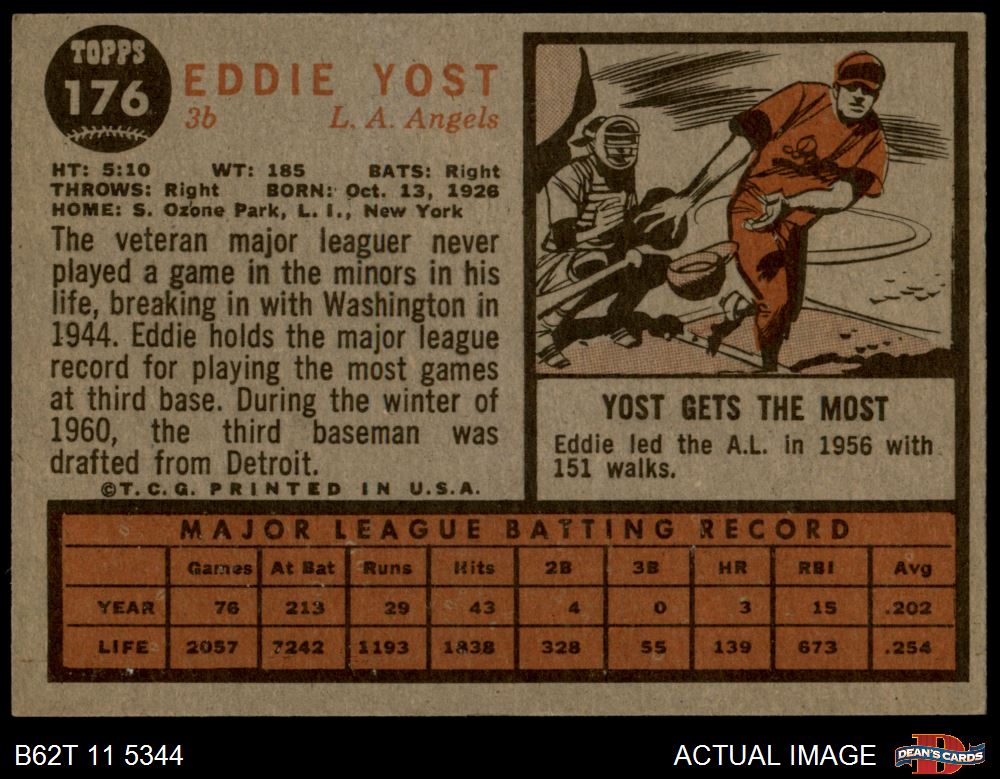 TOPPS
176
EDDIE YOST
3b L. A. Angels
HT: 5:10 WT: 185 BATS: Right
THROWS: Right BORN: Oct. 13, 1926
HOME: S. Ozone Park, L. I., New York
The veteran major leaguer never
played a game in the minors in his
life, breaking in with Washington in
1944. Eddie holds the major league
record for playing the most games
at third base. During the winter of
1960, the third baseman was
drafted from Detroit.
©T.C.G. PRINTED IN U.S.A.
YOST GETS THE MOST
Eddie led the A.L. in 1956 with
151 walks.
MAJOR LEAGUE BATTING RECORD
Games At Bat Runs Hits 2B 3B HR RBI Avg
YEAR 76 213 29 43 4 0 3 15 .202
LIFE 2057 7242 1193 1838 328 55 139 673 .254
B62T 11 5344 ACTUAL IMAGE DEAN'S CARDS